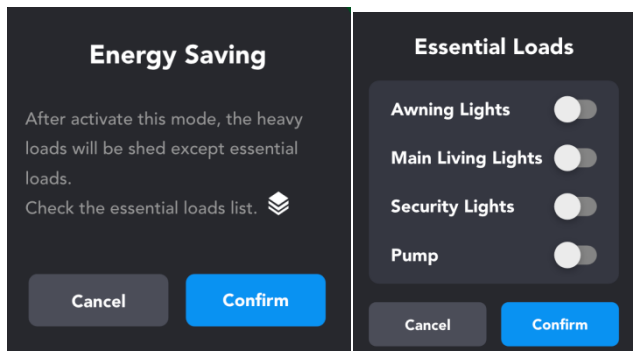 Energy Saving
After activate this mode, the heavy
loads will be shed except essential
loads.
Check the essential loads list.
Cancel
Confirm
Essential Loads
Awning Lights
Main Living Lights
Security Lights
Pump
Cancel
Confirm